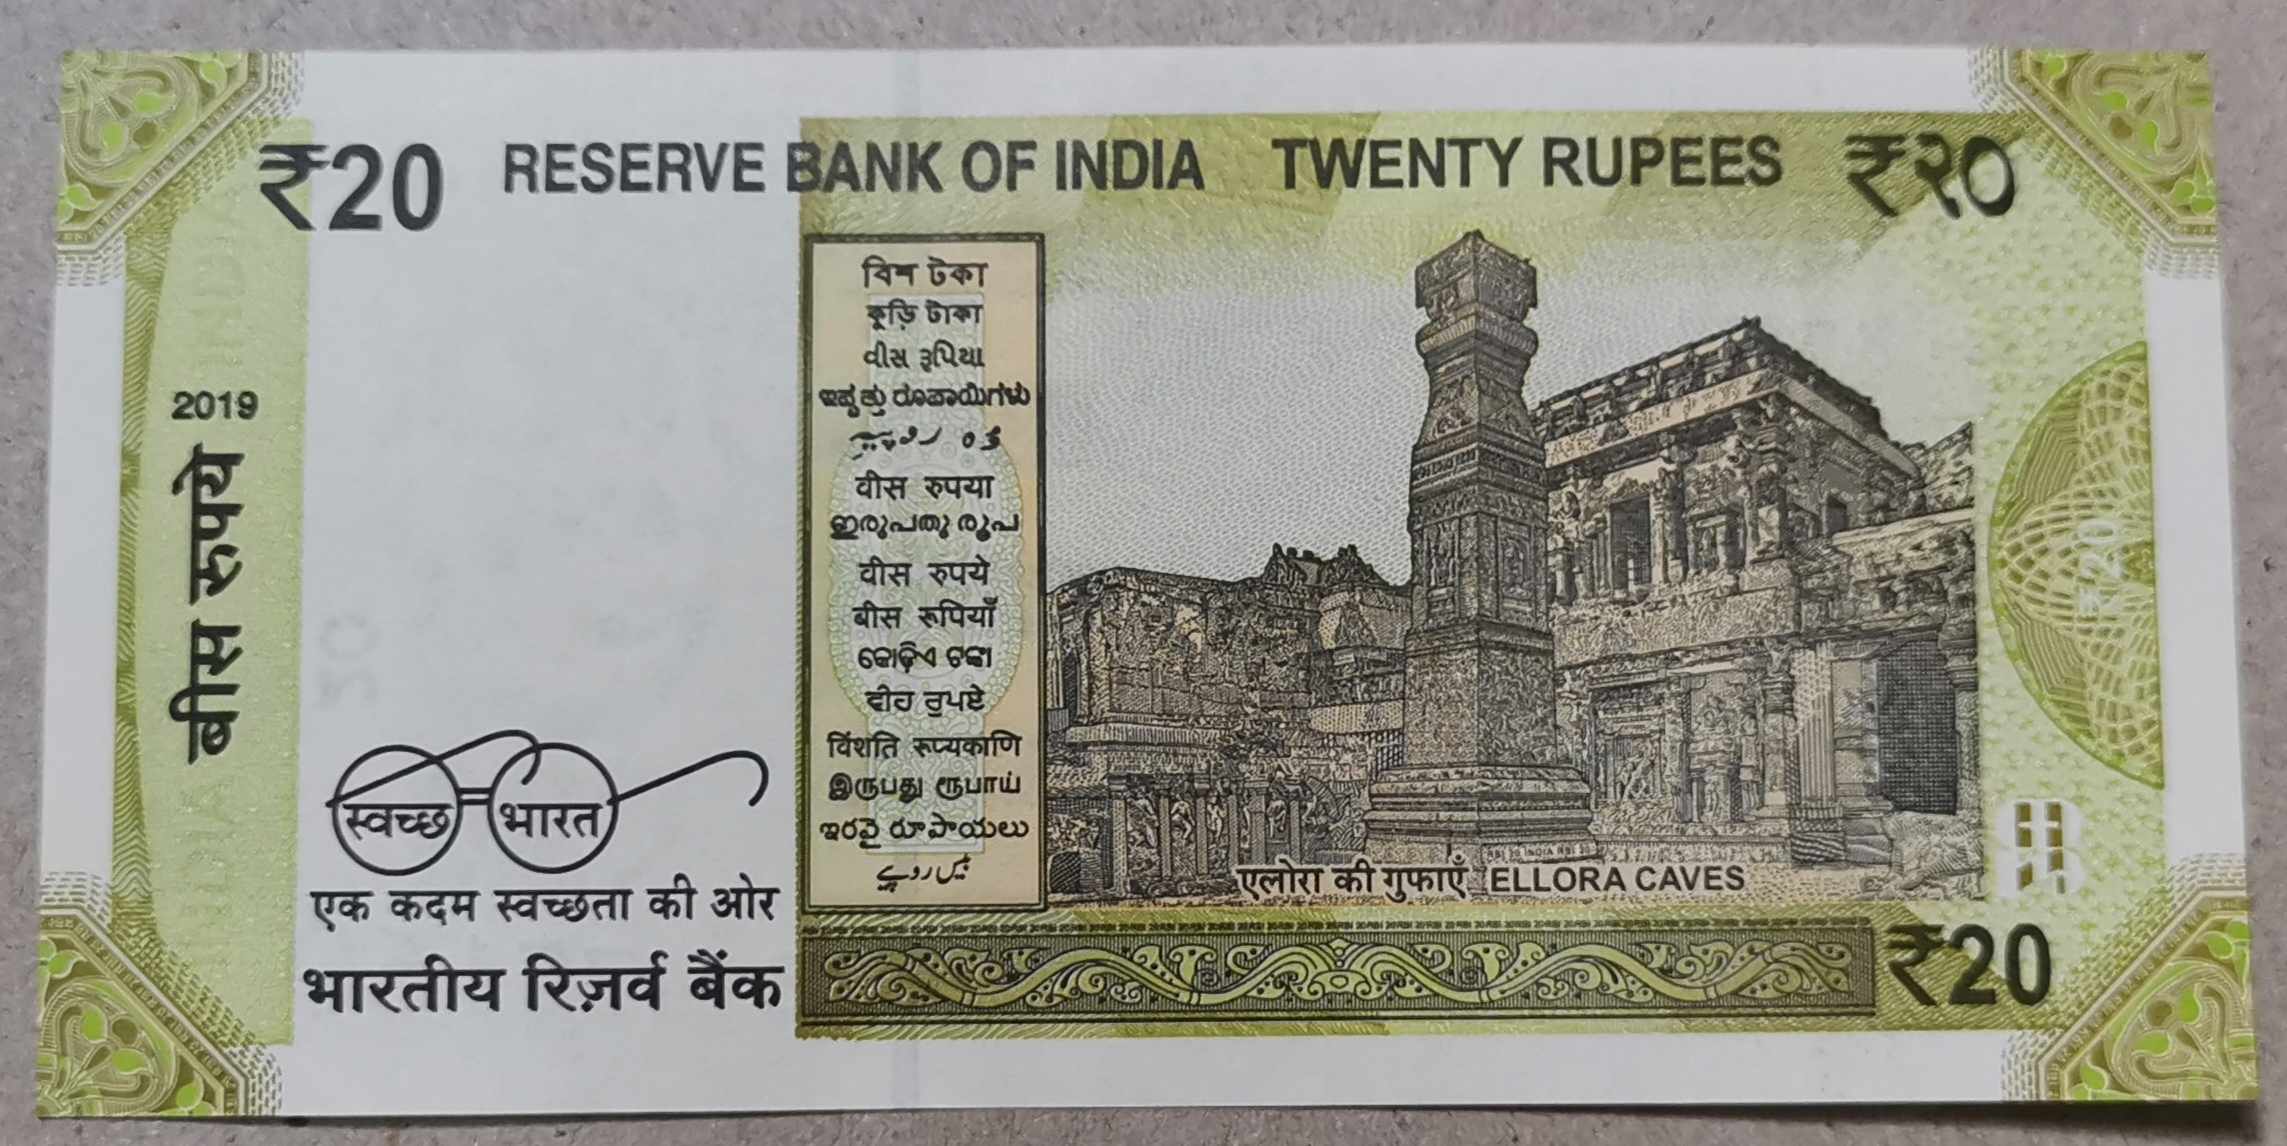 ₹20 RESERVE BANK OF INDIA TWENTY RUPEES ₹२०
2019
बीस रुपये
বিশ টকা
কুড়ি টাকা
વીસ રૂપિયા
ಇಪ್ಪತ್ತು ರೂಪಾಯಿಗಳು
वीस रुपया
ഇരുപതു രൂപ
वीस रुपये
बीस रूपियाँ
କୋଡ଼ିଏ ଟଙ୍କା
ਵੀਹ ਰੁਪਏ
विंशति रूप्यकाणि
இருபது ரூபாய்
ఇరవై రూపాయలు
بیس روپے
स्वच्छ भारत
एक कदम स्वच्छता की ओर
भारतीय रिज़र्व बैंक
एलोरा की गुफाएँ ELLORA CAVES
₹20
₹20